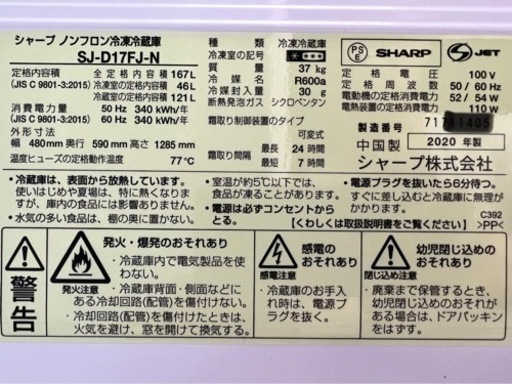 シャープ ノンフロン冷凍冷蔵庫
SJ-D17FJ-N
定格内容積 全定格内容積 167L
(JIS C 9801-3:2015) 冷凍室の定格内容積 46L
冷蔵室の定格内容積 121L
消費電力量 50 Hz 340 kWh/年
(JIS C 9801-3:2015) 60 Hz 340 kWh/年
外形寸法
幅 480mm 奥行 590mm 高さ 1285mm
温度ヒューズの定格動作温度 77℃
冷凍室の記号
質量 37kg
冷媒 R600a
冷媒封入量 30g
断熱発泡ガス シクロペンタン
霜取り制御装置のタイプ
可変式
霜取り間隔 最長 24時間
最短 7時間
PS
E
SHARP
S JET
定格電圧 100V
定格周波数 50/60Hz
電動機の定格消費電力 52/54W
電熱装置の定格消費電力 110W
製造番号
中国製 2020年製
シャープ株式会社
•冷蔵庫は、表面から放熱しています。
使いはじめや夏場は、特に熱くなりますが、庫内の食品には影響ありません。
•水気の多い食品は、棚の奥に置かない。
•室温が約5℃以下では、食品が凍ることがあります。
•電源は必ずコンセントからとる。
•電源プラグを抜いたら6分待つ。
すぐに差し込むと冷蔵庫に無理がかかります。
【くわしくは取扱説明書をご覧ください】
C392
>PP<
警告
発火・爆発のおそれあり
発火注意
•冷蔵庫内で電気製品を使わない。
•冷蔵庫背面・側面などにある冷却回路(配管)を傷付けない。
もし冷却回路(配管)を傷付けたときは火気を避け、窓を開けて換気する。
感電のおそれあり
感電注意
•冷蔵庫のお手入れ時は、電源プラグを抜く。
幼児閉じ込めのおそれあり
閉じ込め注意
•廃棄まで保管するときに、幼児閉じ込めのおそれがある場合は、ドアパッキンをはずす。